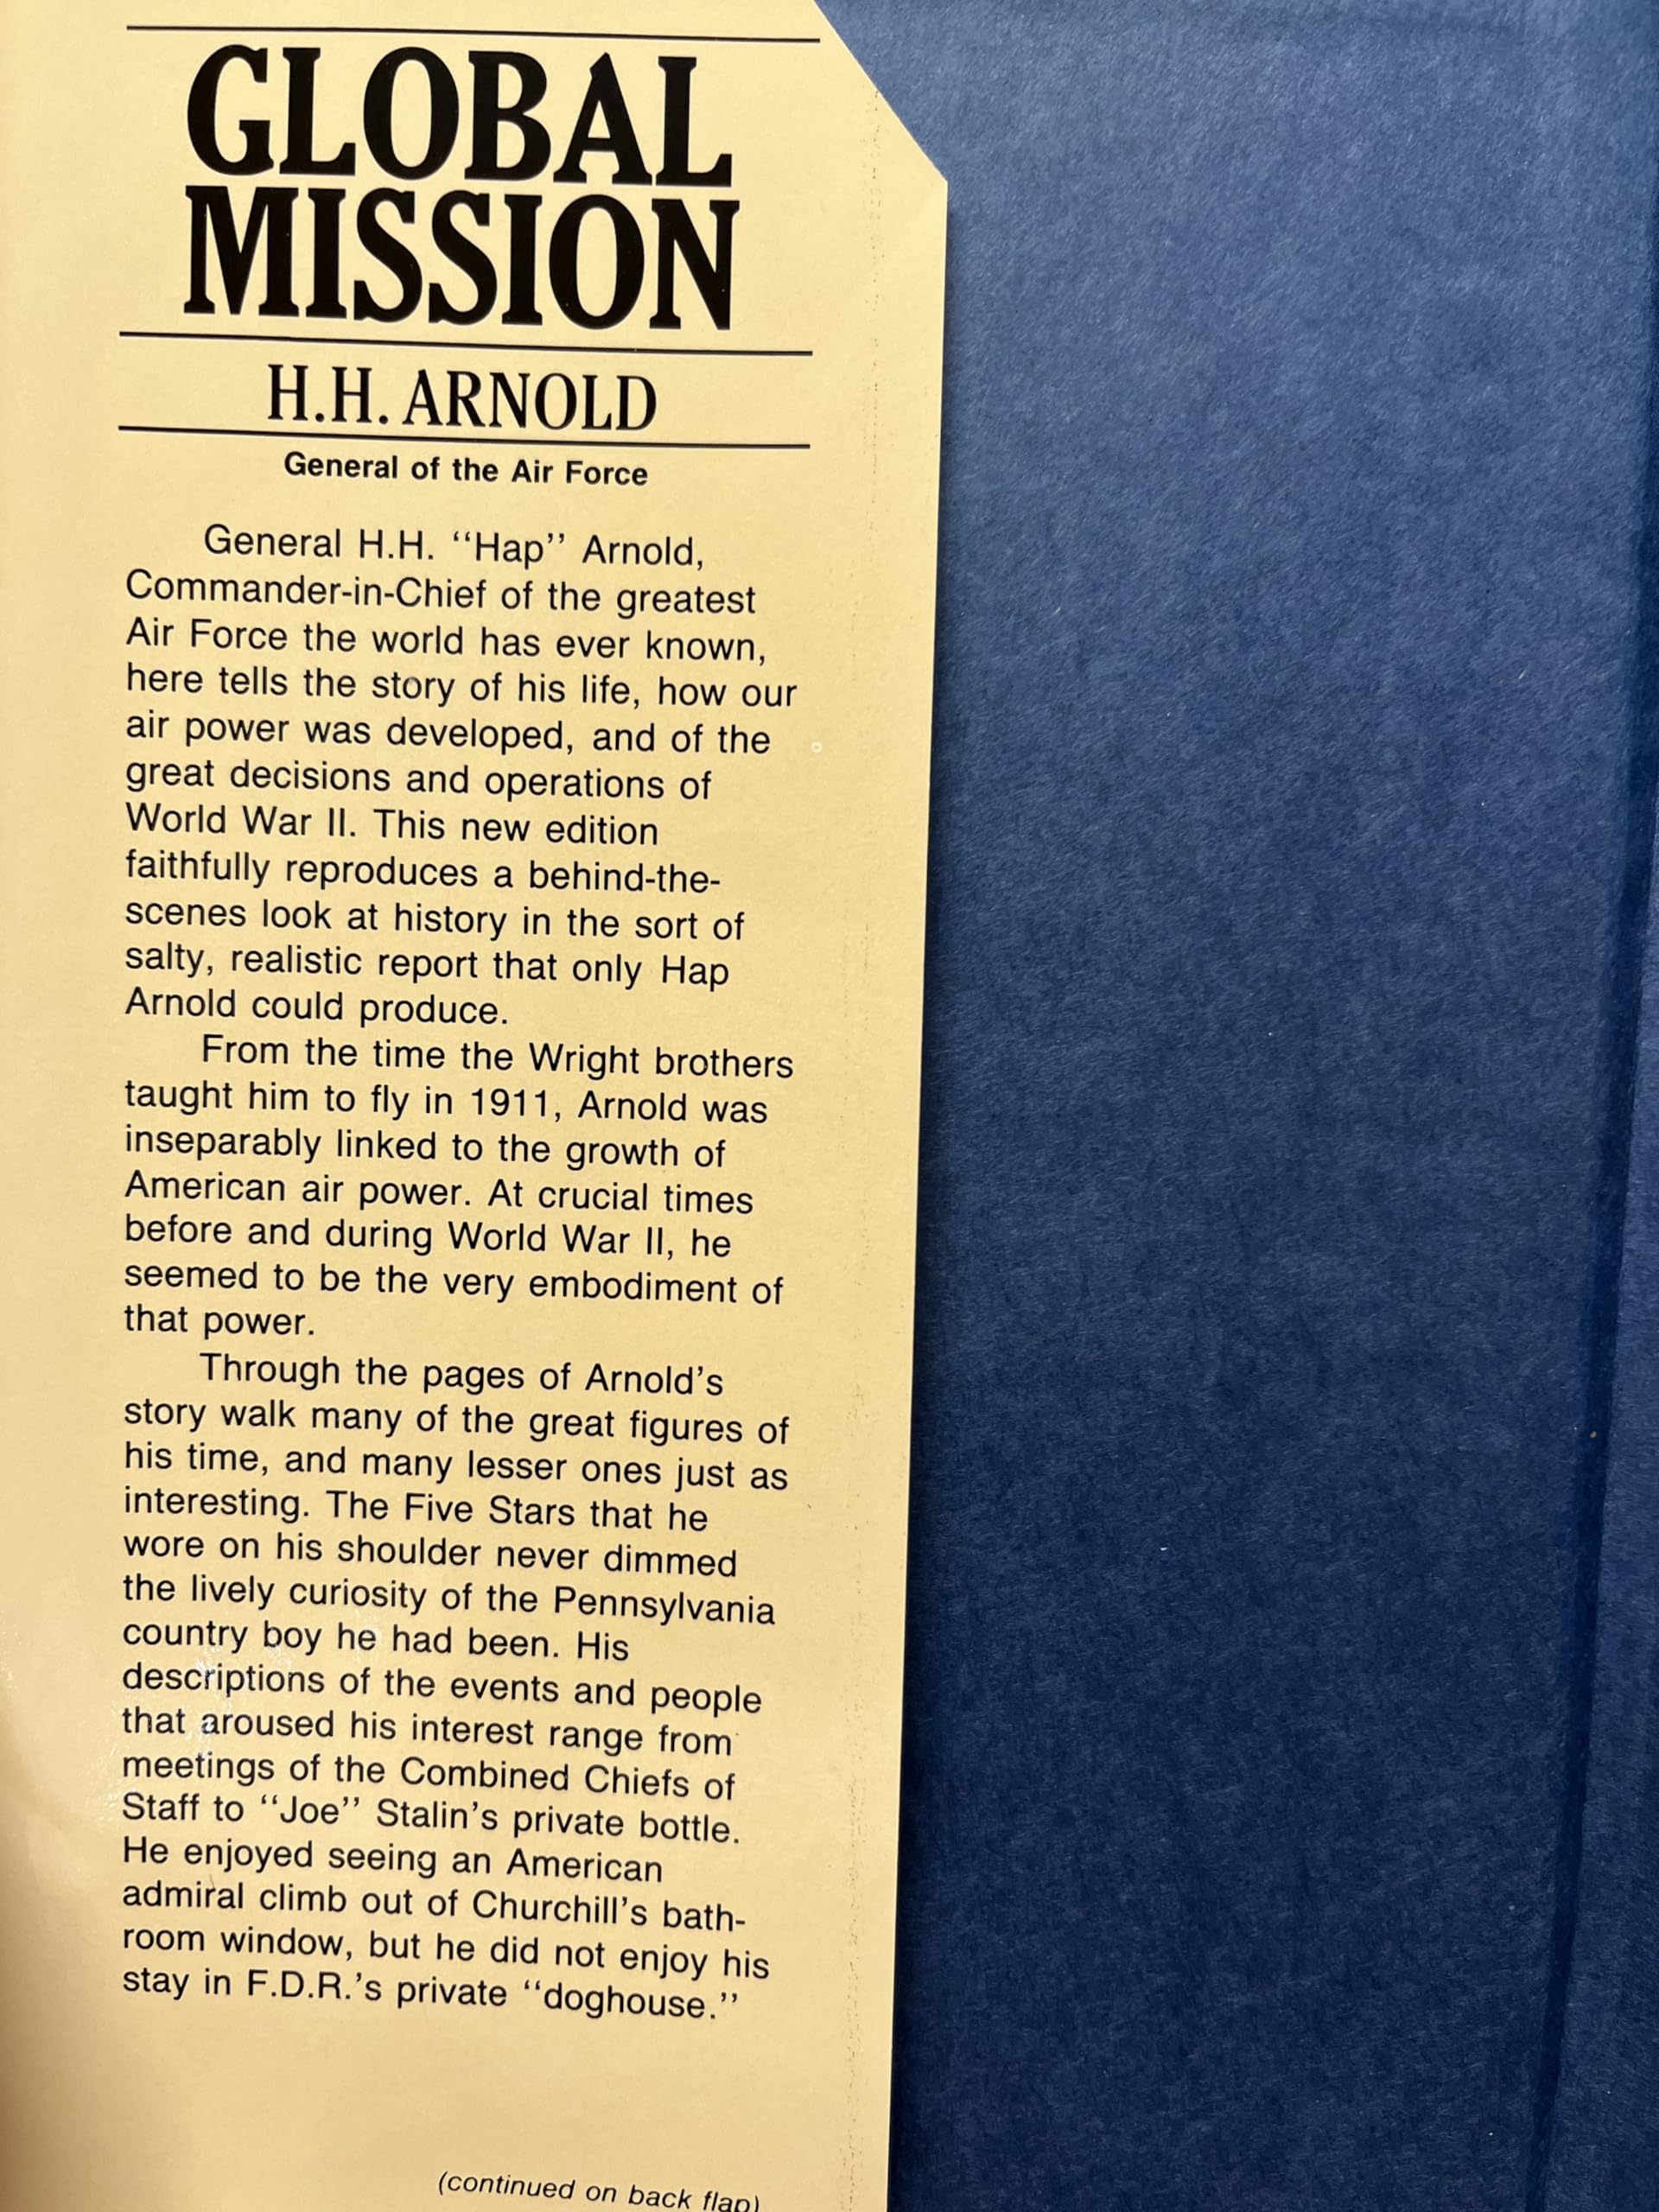 GLOBAL
MISSION
H.H. ARNOLD
General of the Air Force
General H.H. ‘‘Hap’’ Arnold,
Commander-in-Chief of the greatest
Air Force the world has ever known,
here tells the story of his life, how our
air power was developed, and of the
great decisions and operations of
World War II. This new edition
faithfully reproduces a behind-the-
scenes look at history in the sort of
salty, realistic report that only Hap
Arnold could produce.
From the time the Wright brothers
taught him to fly in 1911, Arnold was
inseparably linked to the growth of
American air power. At crucial times
before and during World War II, he
seemed to be the very embodiment of
that power.
Through the pages of Arnold’s
story walk many of the great figures of
his time, and many lesser ones just as
interesting. The Five Stars that he
wore on his shoulder never dimmed
the lively curiosity of the Pennsylvania
country boy he had been. His
descriptions of the events and people
that aroused his interest range from
meetings of the Combined Chiefs of
Staff to ‘‘Joe’’ Stalin’s private bottle.
He enjoyed seeing an American
admiral climb out of Churchill’s bath-
room window, but he did not enjoy his
stay in F.D.R.’s private ‘‘doghouse.’’
(continued on back flap)